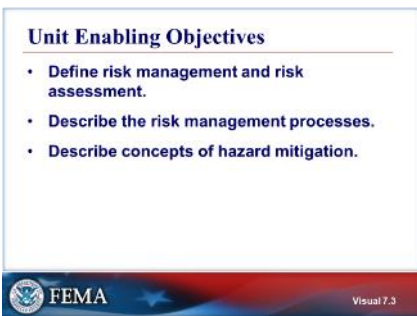 Unit Enabling Objectives
• Define risk management and risk
assessment.
• Describe the risk management processes.
• Describe concepts of hazard mitigation.
FEMA
Visual 7.3